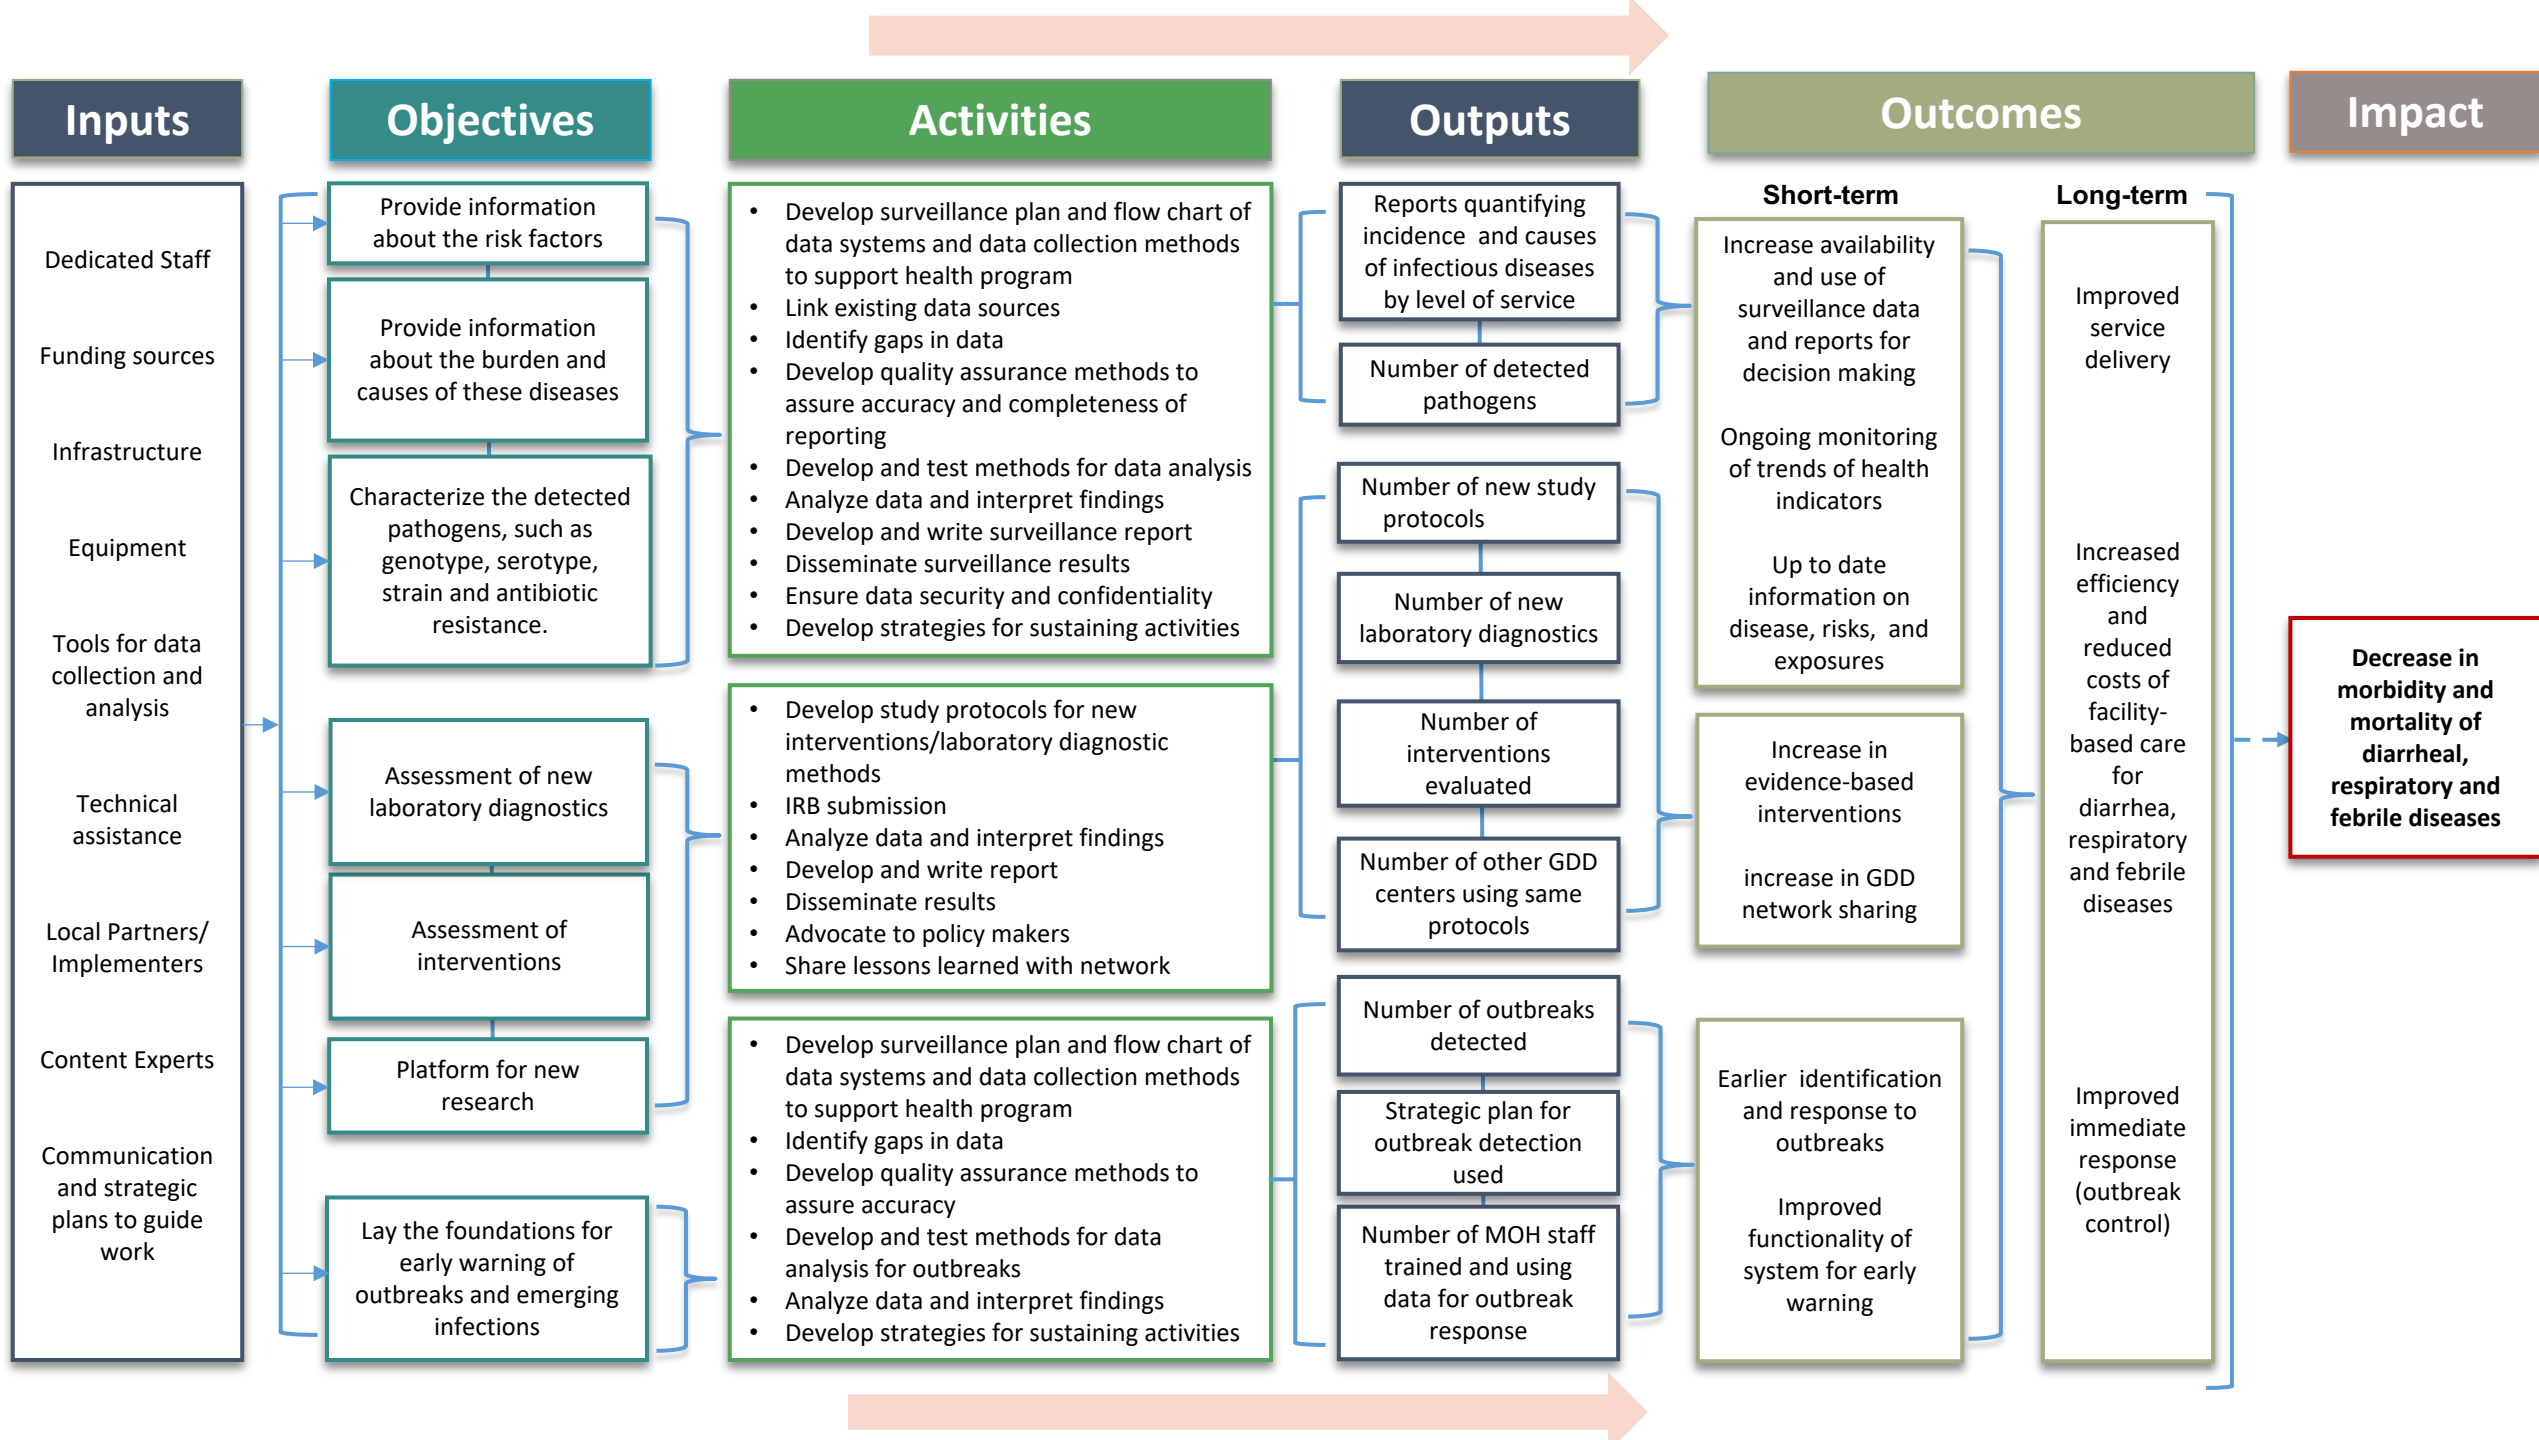 Inputs
Objectives
Activities
Outputs
Outcomes
Impact
Dedicated Staff
Funding sources
Infrastructure
Equipment
Tools for data
collection and
analysis
Technical
assistance
Local Partners/
Implementers
Content Experts
Communication
and strategic
plans to guide
work
Provide information
about the risk factors
Provide information
about the burden and
causes of these diseases
Characterize the detected
pathogens, such as
genotype, serotype,
strain and antibiotic
resistance.
Assessment of new
laboratory diagnostics
Assessment of
interventions
Platform for new
research
Lay the foundations for
early warning of
outbreaks and emerging
infections
• Develop surveillance plan and flow chart of
data systems and data collection methods
to support health program
• Link existing data sources
• Identify gaps in data
• Develop quality assurance methods to
assure accuracy and completeness of
reporting
• Develop and test methods for data analysis
• Analyze data and interpret findings
• Develop and write surveillance report
• Disseminate surveillance results
• Ensure data security and confidentiality
• Develop strategies for sustaining activities
• Develop study protocols for new
interventions/laboratory diagnostic
methods
• IRB submission
• Analyze data and interpret findings
• Develop and write report
• Disseminate results
• Advocate to policy makers
• Share lessons learned with network
• Develop surveillance plan and flow chart of
data systems and data collection methods
to support health program
• Identify gaps in data
• Develop quality assurance methods to
assure accuracy
• Develop and test methods for data
analysis for outbreaks
• Analyze data and interpret findings
• Develop strategies for sustaining activities
Reports quantifying
incidence and causes
of infectious diseases
by level of service
Number of detected
pathogens
Number of new study
protocols
Number of new
laboratory diagnostics
Number of
interventions
evaluated
Number of other GDD
centers using same
protocols
Number of outbreaks
detected
Strategic plan for
outbreak detection
used
Number of MOH staff
trained and using
data for outbreak
response
Short-term
Increase availability
and use of
surveillance data
and reports for
decision making
Ongoing monitoring
of trends of health
indicators
Up to date
information on
disease, risks, and
exposures
Increase in
evidence-based
interventions
increase in GDD
network sharing
Earlier identification
and response to
outbreaks
Improved
functionality of
system for early
warning
Long-term
Improved
service
delivery
Increased
efficiency
and
reduced
costs of
facility-
based care
for
diarrhea,
respiratory
and febrile
diseases
Improved
immediate
response
(outbreak
control)
Decrease in
morbidity and
mortality of
diarrheal,
respiratory and
febrile diseases